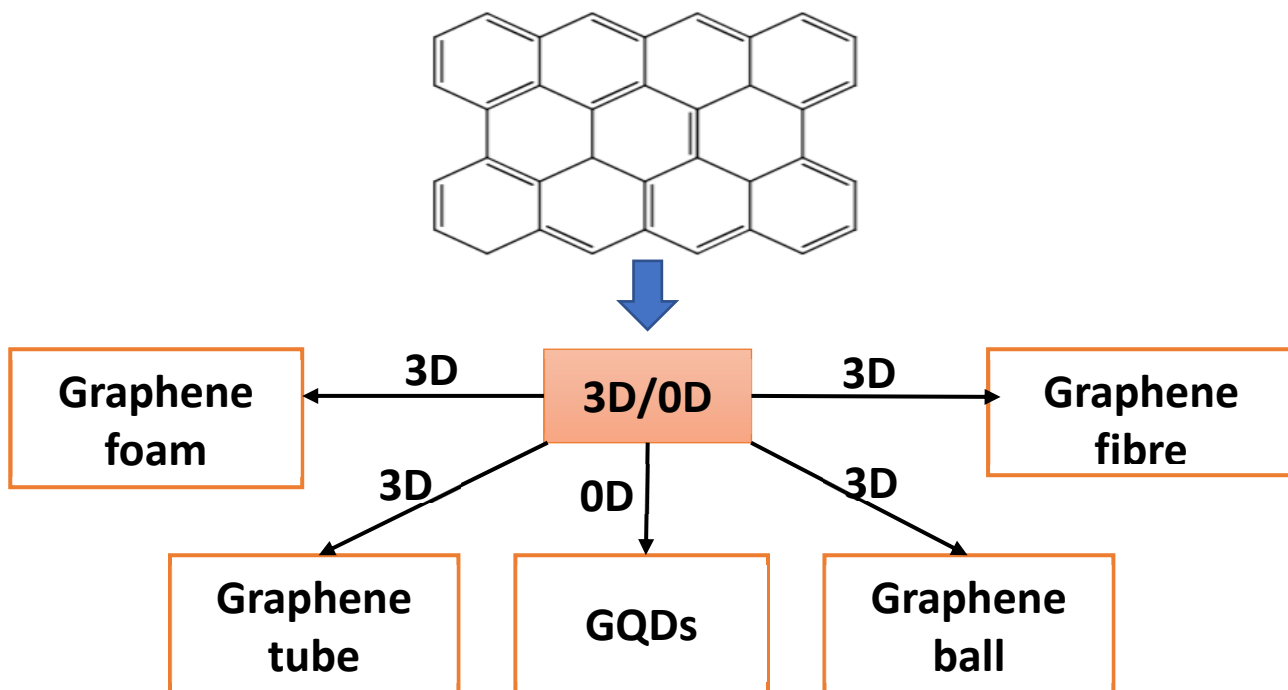 3D
3D/0D
3D
Graphene
foam
Graphene
fibre
3D
0D
3D
Graphene
tube
GQDs
Graphene
ball